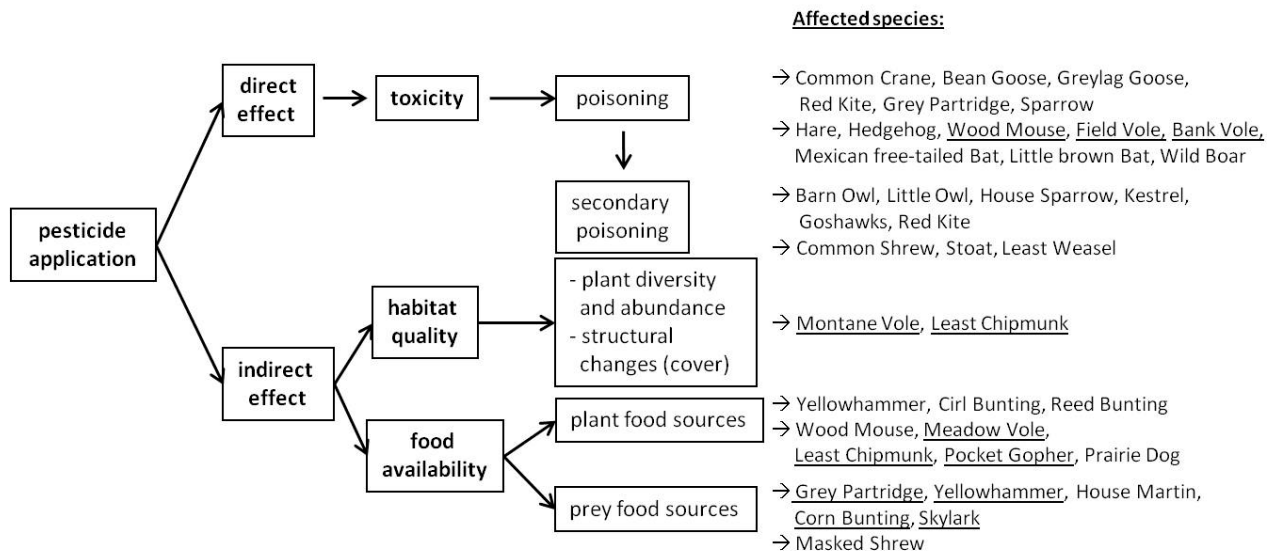 Affected species:
direct
effect
toxicity
poisoning
→ Common Crane, Bean Goose, Greylag Goose,
Red Kite, Grey Partridge, Sparrow
→ Hare, Hedgehog, Wood Mouse, Field Vole, Bank Vole,
Mexican free-tailed Bat, Little brown Bat, Wild Boar
secondary
poisoning
→ Barn Owl, Little Owl, House Sparrow, Kestrel,
Goshawks, Red Kite
→ Common Shrew, Stoat, Least Weasel
pesticide
application
habitat
quality
- plant diversity
and abundance
- structural
changes (cover)
→ Montane Vole, Least Chipmunk
indirect
effect
food
availability
plant food sources
→ Yellowhammer, Cirl Bunting, Reed Bunting
→ Wood Mouse, Meadow Vole,
Least Chipmunk, Pocket Gopher, Prairie Dog
prey food sources
→ Grey Partridge, Yellowhammer, House Martin,
Corn Bunting, Skylark
→ Masked Shrew